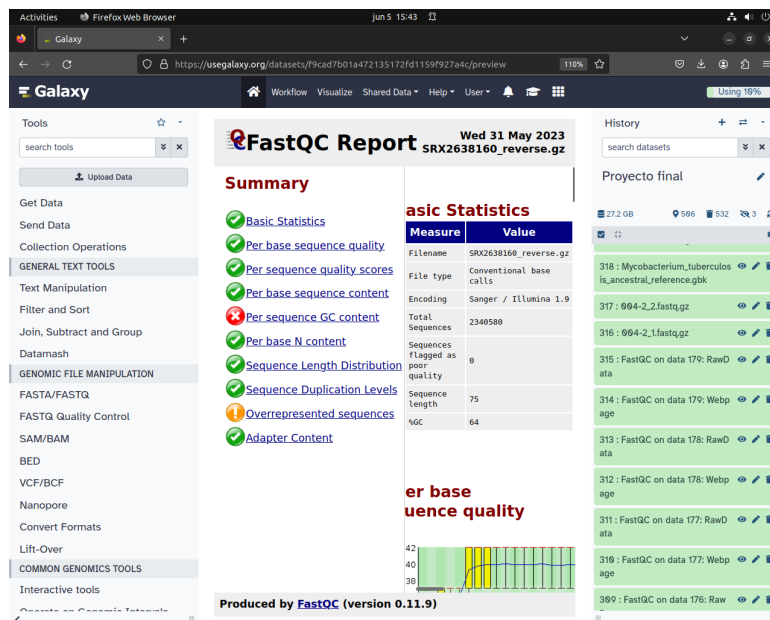 Activities Firefox Web Browser jun 5 15:43
Galaxy
https://usegalaxy.org/datasets/f9cad7b01a472135172fd1159f927a4c/preview 110%
Galaxy Workflow Visualize Shared Data Help User Using 10%
Tools
search tools
Upload Data
Get Data
Send Data
Collection Operations
GENERAL TEXT TOOLS
Text Manipulation
Filter and Sort
Join, Subtract and Group
Datamash
GENOMIC FILE MANIPULATION
FASTA/FASTQ
FASTQ Quality Control
SAM/BAM
BED
VCF/BCF
Nanopore
Convert Formats
Lift-Over
COMMON GENOMICS TOOLS
Interactive tools
Operate on Genomic Intervals
FastQC Report
Wed 31 May 2023
SRX2638160_reverse.gz
Summary
Basic Statistics
Per base sequence quality
Per sequence quality scores
Per base sequence content
Per sequence GC content
Per base N content
Sequence Length Distribution
Sequence Duplication Levels
Overrepresented sequences
Adapter Content
asic Statistics
Measure Value
Filename SRX2638160_reverse.gz
File type Conventional base
calls
Encoding Sanger / Illumina 1.9
Total
Sequences 2340580
Sequences
flagged as
poor
quality 0
Sequence
length 75
%GC 64
er base
uence quality
42
40
38
Produced by FastQC (version 0.11.9)
History
search datasets
Proyecto final
27.2 GB 506 532 3
318 : Mycobacterium_tuberculos
is_ancestral_reference.gbk
317 : 004-2_2.fastq.gz
316 : 004-2_1.fastq.gz
315 : FastQC on data 179: RawD
ata
314 : FastQC on data 179: Webp
age
313 : FastQC on data 178: RawD
ata
312 : FastQC on data 178: Webp
age
311 : FastQC on data 177: RawD
ata
310 : FastQC on data 177: Webp
age
309 : FastQC on data 176: Raw